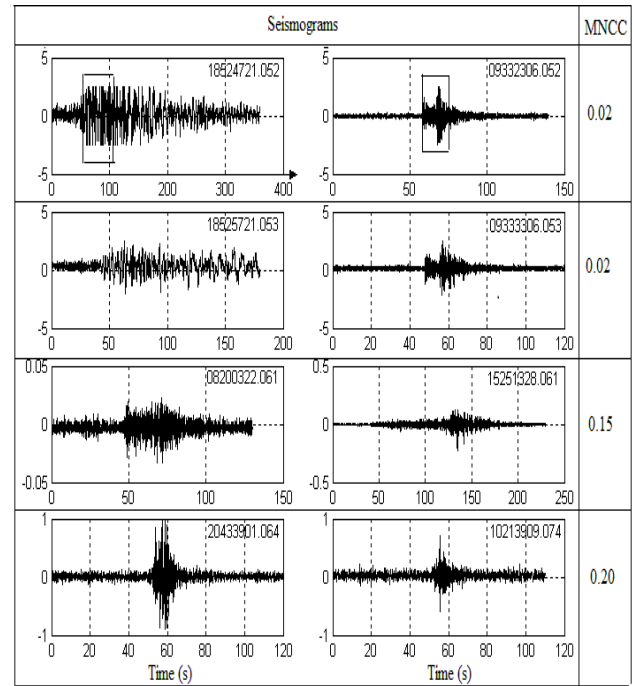 Seismograms MNCC
5 18524721.052 5 09332306.052
0 0 0.02
-5 -5
0 100 200 300 400 0 50 100 150
5 18525721.053 5 09333306.053
0 0 0.02
-5 -5
0 50 100 150 200 0 20 40 60 80 100 120
0.05 08200322.061 0.5 15251328.061
0 0 0.15
-0.05 -0.5
0 50 100 150 0 50 100 150 200 250
1 20433901.064 1 10213909.074
0 0 0.20
-1 -1
0 20 40 60 80 100 120 0 20 40 60 80 100 120
Time (s) Time (s)